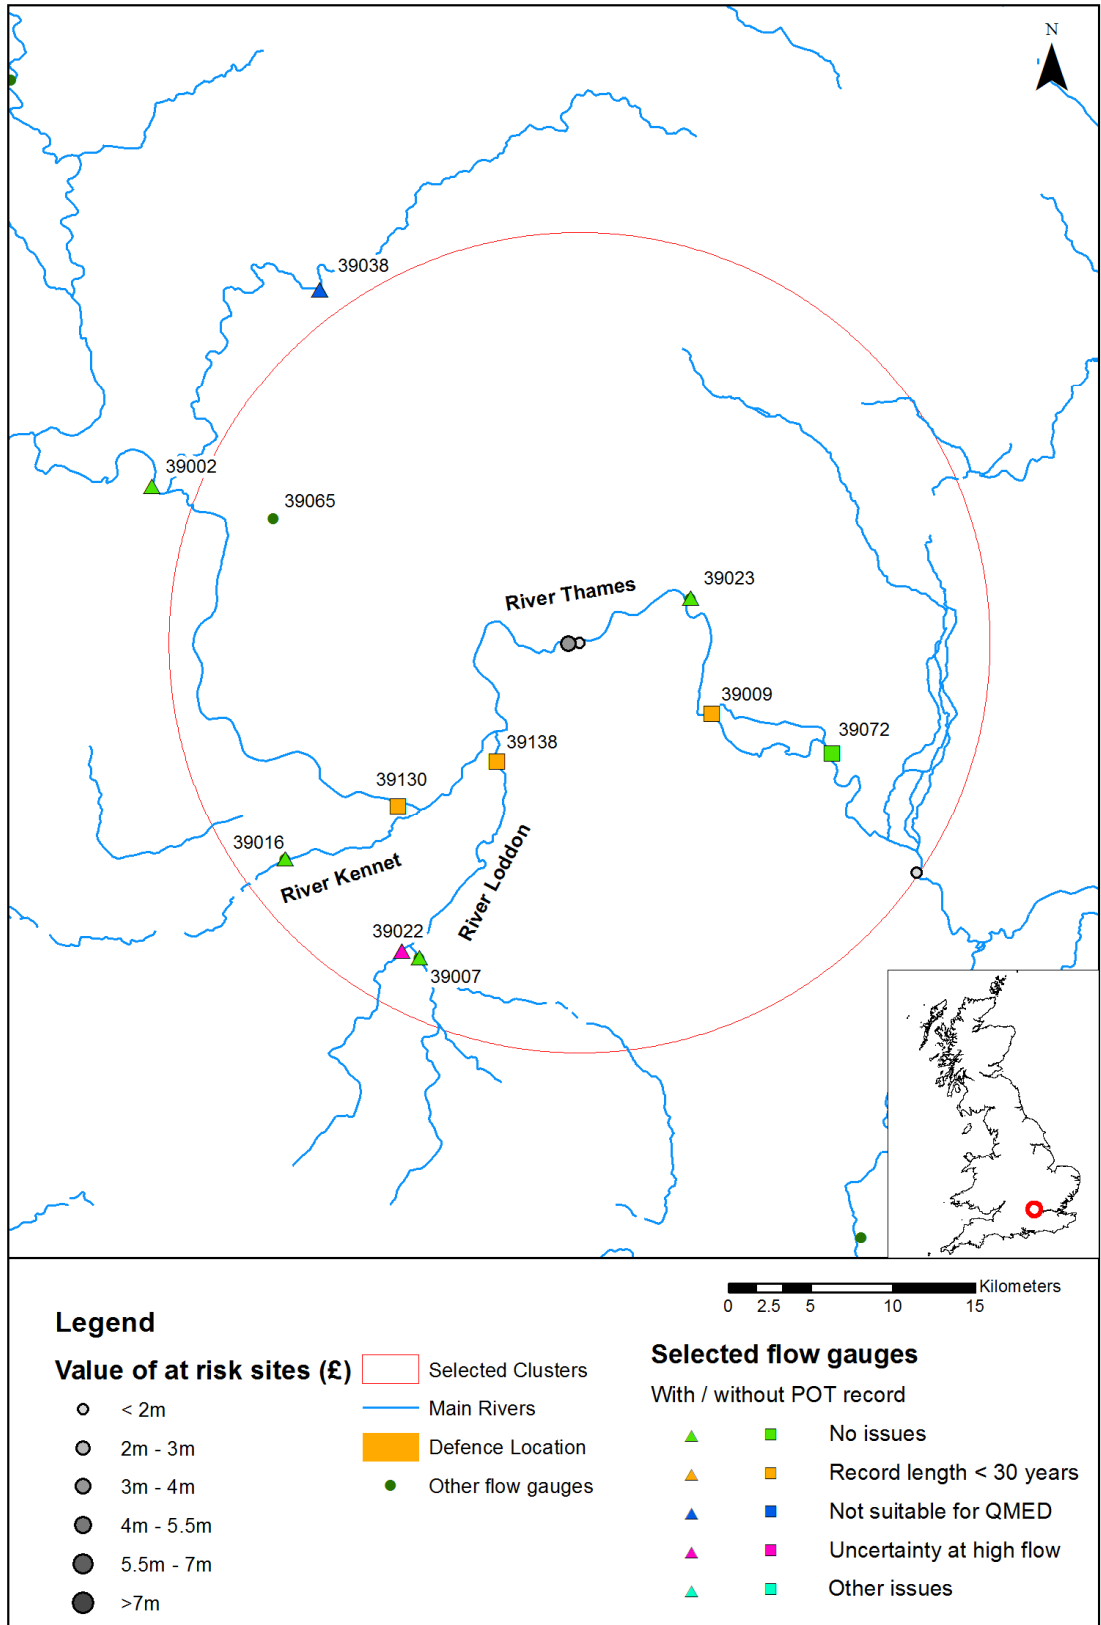 N
39038
39002
39065
River Thames
39023
39009
39072
39138
39130
39016
River Kennet
River Loddon
39022
39007
Kilometers
0 2.5 5 10 15
Legend
Value of at risk sites (£)
< 2m
2m - 3m
3m - 4m
4m - 5.5m
5.5m - 7m
>7m
Selected Clusters
Main Rivers
Defence Location
Other flow gauges
Selected flow gauges
With / without POT record
No issues
Record length < 30 years
Not suitable for QMED
Uncertainty at high flow
Other issues